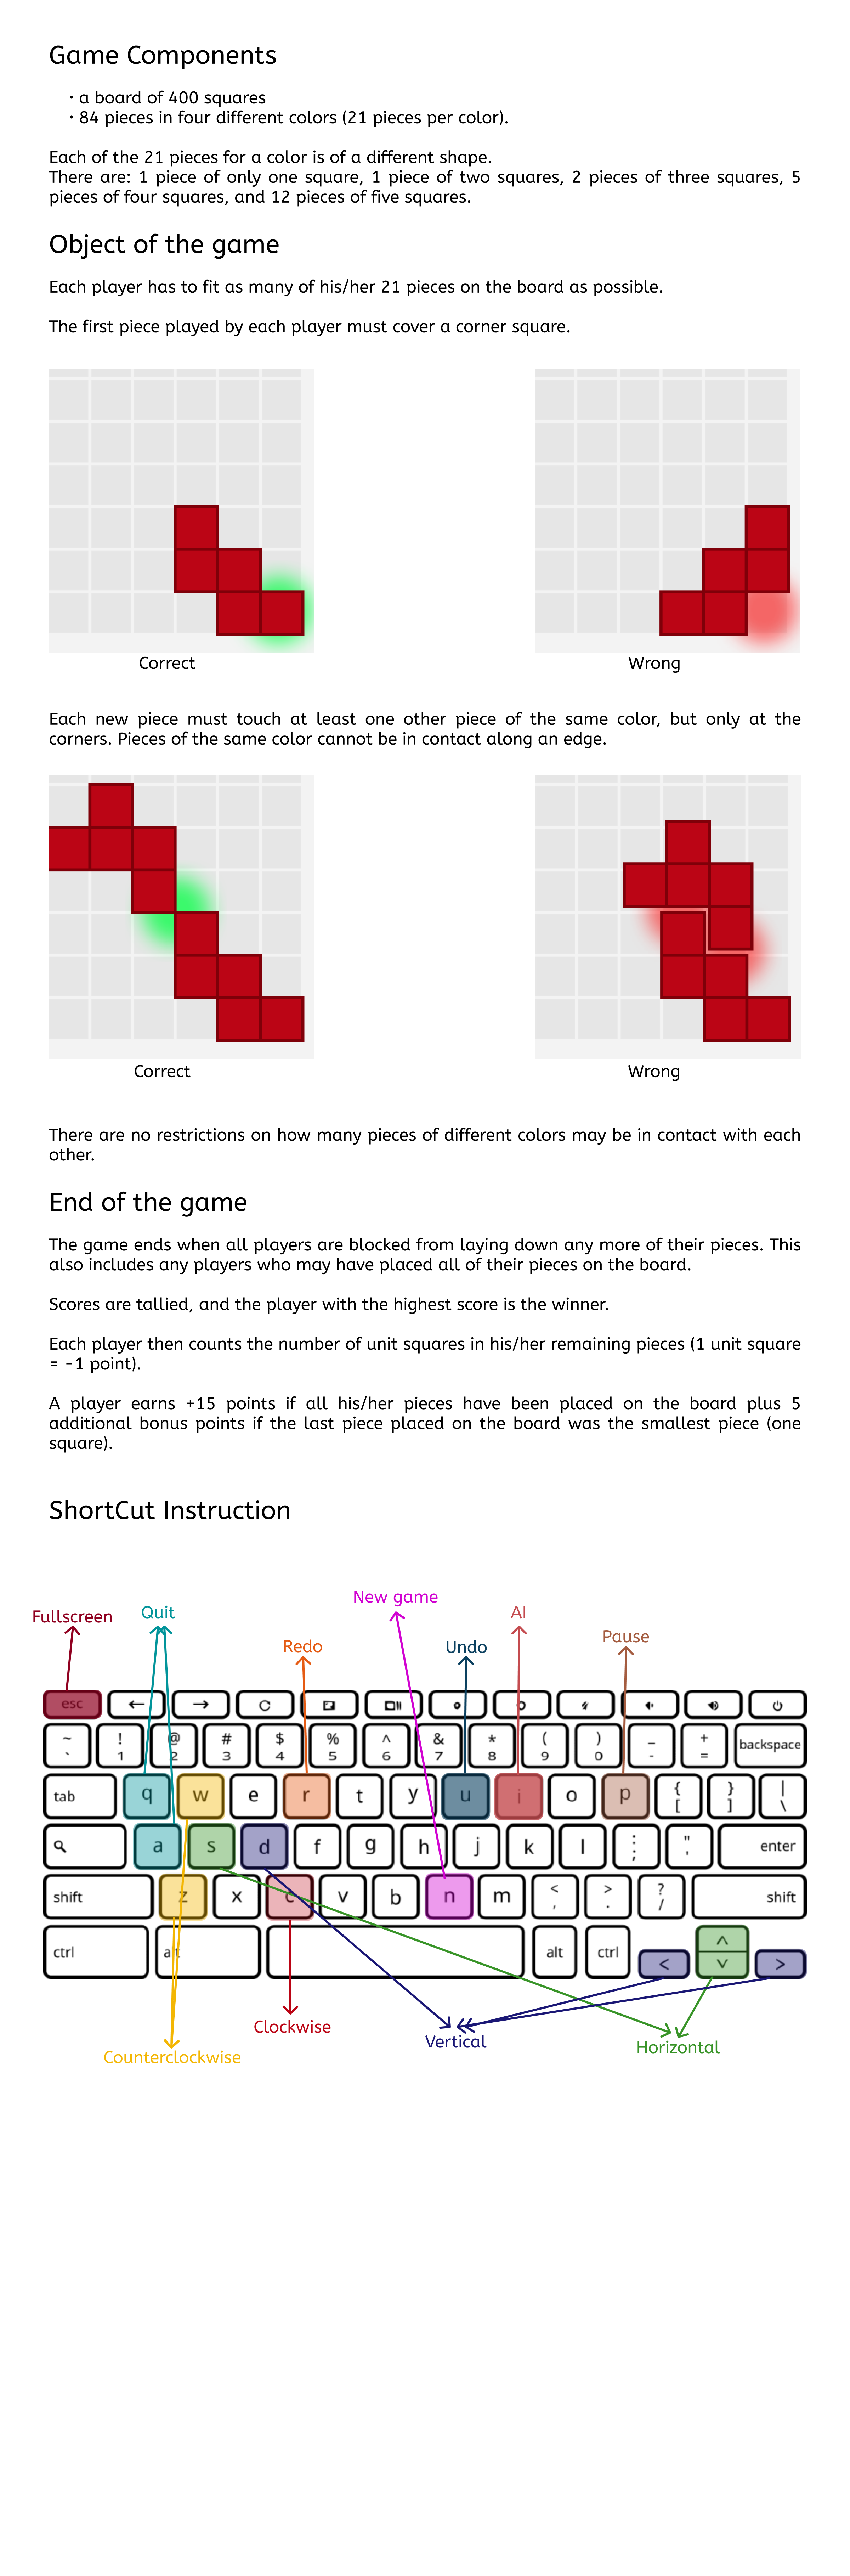 Game Components
· a board of 400 squares
· 84 pieces in four different colors (21 pieces per color).
Each of the 21 pieces for a color is of a different shape.
There are: 1 piece of only one square, 1 piece of two squares, 2 pieces of three squares, 5
pieces of four squares, and 12 pieces of five squares.
Object of the game
Each player has to fit as many of his/her 21 pieces on the board as possible.
The first piece played by each player must cover a corner square.
Correct
Wrong
Each new piece must touch at least one other piece of the same color, but only at the
corners. Pieces of the same color cannot be in contact along an edge.
Correct
Wrong
There are no restrictions on how many pieces of different colors may be in contact with each
other.
End of the game
The game ends when all players are blocked from laying down any more of their pieces. This
also includes any players who may have placed all of their pieces on the board.
Scores are tallied, and the player with the highest score is the winner.
Each player then counts the number of unit squares in his/her remaining pieces (1 unit square
= -1 point).
A player earns +15 points if all his/her pieces have been placed on the board plus 5
additional bonus points if the last piece placed on the board was the smallest piece (one
square).
ShortCut Instruction
New game
Fullscreen Quit AI
Redo Undo Pause
esc ← →
~ ! @ # $ % ^ & * ( ) _ +
` 1 2 3 4 5 6 7 8 9 0 - = backspace
tab q w e r t y u i o p { } |
[ ] \
a s d f g h j k l : " enter
; '
shift z x c v b n m < > ? shift
, . /
ctrl alt alt ctrl < ^ v >
Clockwise
Vertical
Horizontal
Counterclockwise